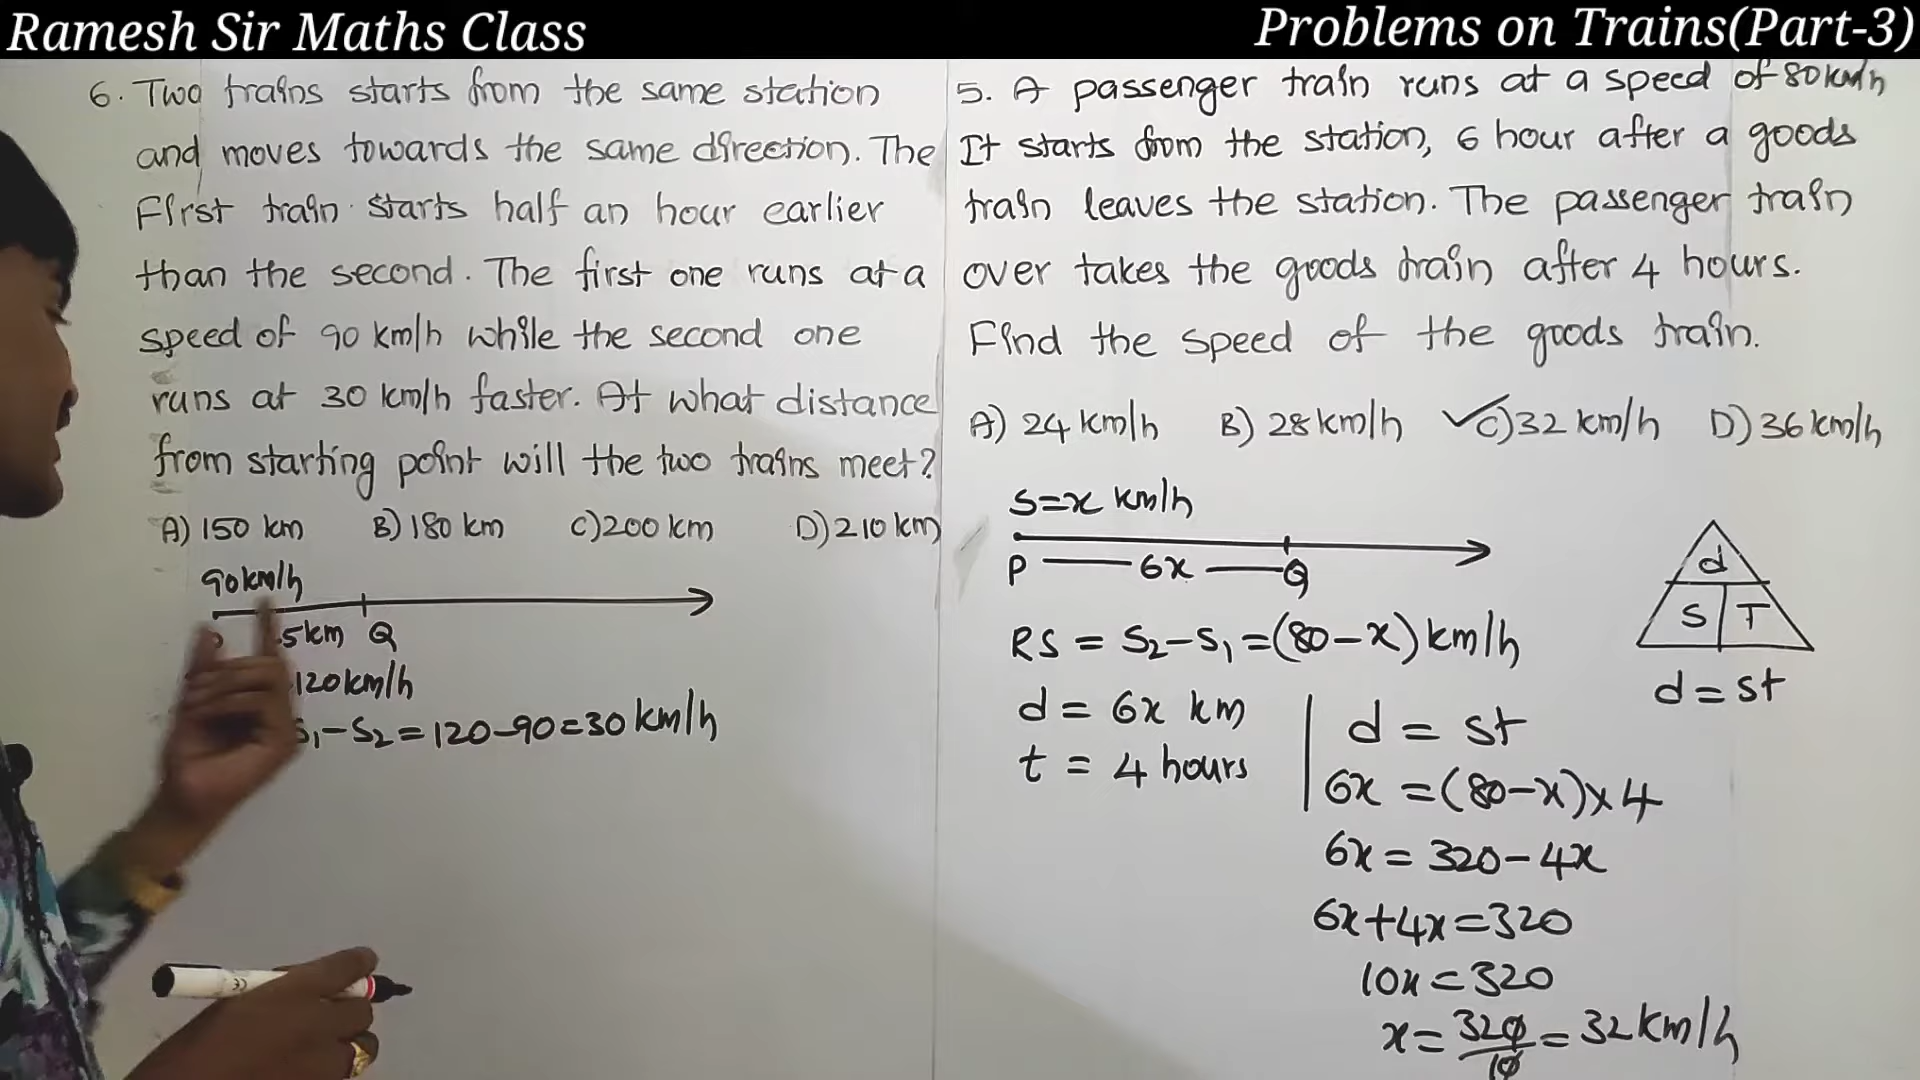 Ramesh Sir Maths Class
Problems on Trains(Part-3)
6. Two trains starts from the same station
and moves towards the same direction. The
First train starts half an hour earlier
than the second. The first one runs at a
speed of 90 km/h while the second one
runs at 30 km/h faster. At what distance
from starting point will the two trains meet?
A) 150 km B) 180 km C) 200 km D) 210 km
90km/h
5km Q
120km/h
S₁-S₂=120-90=30 km/h
5. A passenger train runs at a speed of 80km/h
It starts from the station, 6 hour after a goods
train leaves the station. The passenger train
over takes the goods train after 4 hours.
Find the speed of the goods train.
A) 24 km/h B) 28 km/h ✓C) 32 km/h D) 36 km/h
S=x km/h
P 6x Q
RS = S₂-S₁=(80-x) km/h
d = 6x km
t = 4 hours
d = st
6x =(80-x)×4
6x = 320-4x
6x+4x=320
10x=320
x=320/10=32 km/h
d
S T
d = st